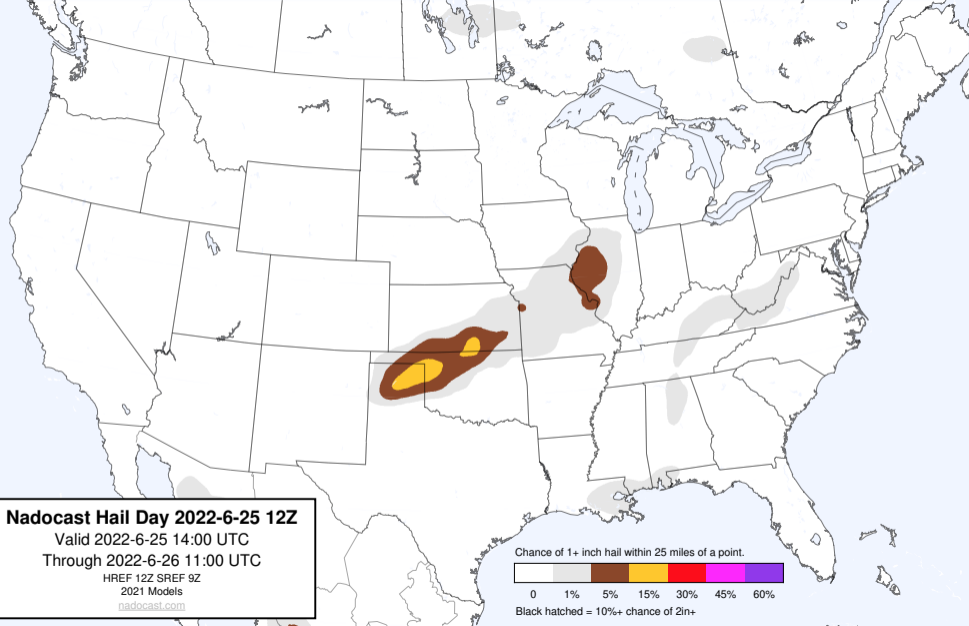 Nadocast Hail Day 2022-6-25 12Z
Valid 2022-6-25 14:00 UTC
Through 2022-6-26 11:00 UTC
HREF 12Z SREF 9Z
2021 Models
nadocast.com
Chance of 1+ inch hail within 25 miles of a point.
0 1% 5% 15% 30% 45% 60%
Black hatched = 10%+ chance of 2in+